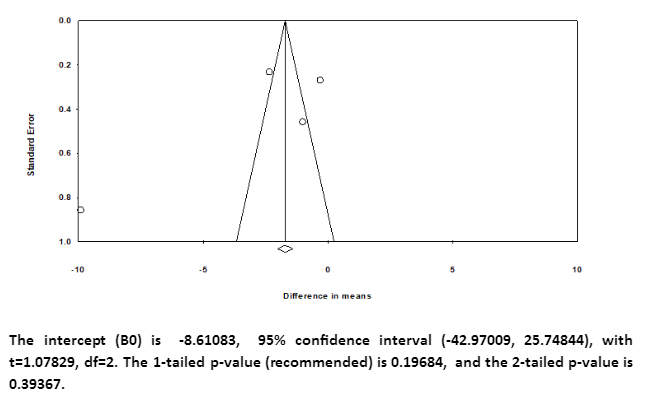 0.0
0.2
0.4
0.6
0.8
1.0
Standard Error
-10 -5 0 5 10
Difference in means
The intercept (B0) is -8.61083, 95% confidence interval (-42.97009, 25.74844), with
t=1.07829, df=2. The 1-tailed p-value (recommended) is 0.19684, and the 2-tailed p-value is
0.39367.